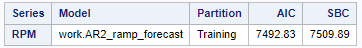 Series Model Partition AIC SBC
RPM work.AR2_ramp_forecast Training 7492.83 7509.89